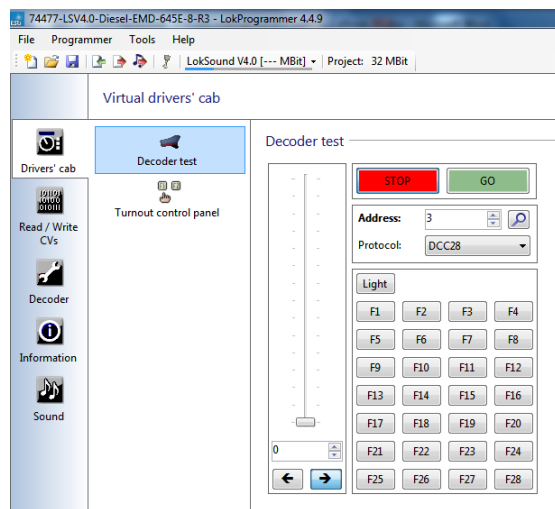 74477-LSV4.0-Diesel-EMD-645E-8-R3 - LokProgrammer 4.4.9
File Programmer Tools Help
LokSound V4.0 [--- MBit] Project: 32 MBit
Virtual drivers' cab
Drivers' cab
Read / Write
CVs
Decoder
Information
Sound
Decoder test
Turnout control panel
Decoder test
STOP GO
Address: 3
Protocol: DCC28
Light
F1 F2 F3 F4
F5 F6 F7 F8
F9 F10 F11 F12
F13 F14 F15 F16
F17 F18 F19 F20
F21 F22 F23 F24
F25 F26 F27 F28
0